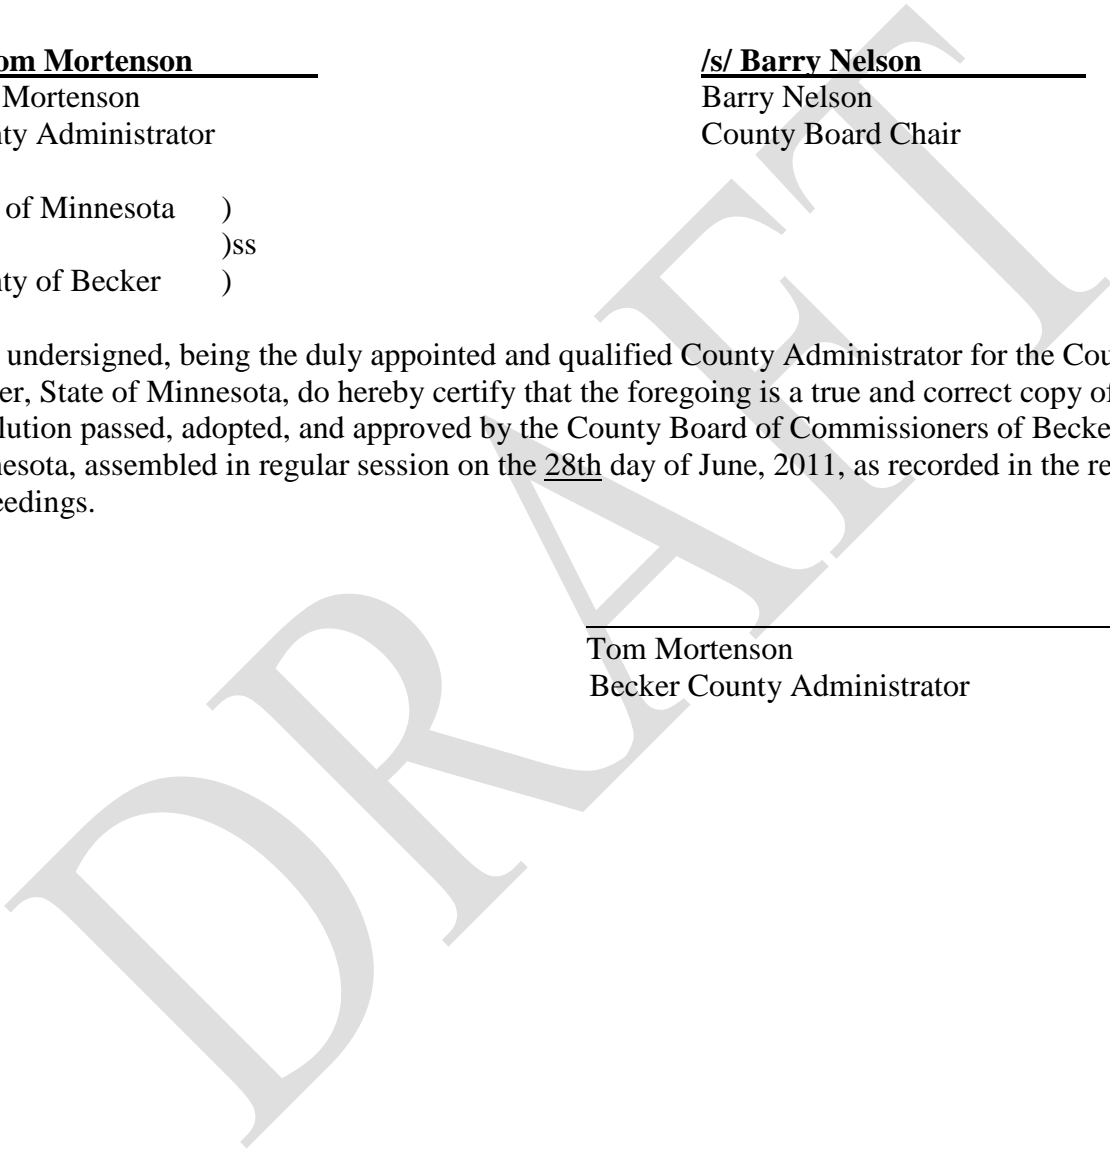 om Mortenson /s/ Barry Nelson
Mortenson Barry Nelson
ty Administrator County Board Chair
of Minnesota )
)ss
ty of Becker )
undersigned, being the duly appointed and qualified County Administrator for the Cou
er, State of Minnesota, do hereby certify that the foregoing is a true and correct copy of
lution passed, adopted, and approved by the County Board of Commissioners of Becke
nesota, assembled in regular session on the 28th day of June, 2011, as recorded in the re
eedings.
Tom Mortenson
Becker County Administrator
DRAFT